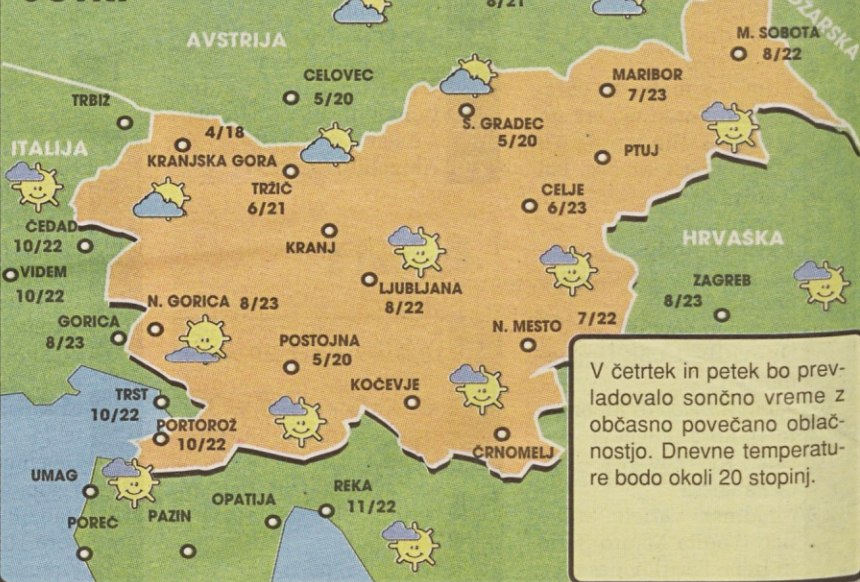 8/21
AVSTRIJA
M. SOBOTA
8/22
CELOVEC
5/20
MARIBOR
7/23
TRBIŽ
4/18
Š. GRADEC
5/20
ITALIJA
KRANJSKA GORA
PTUJ
TRŽIČ
6/21
CELJE
6/23
ČEDAD
10/22
KRANJ
HRVAŠKA
VIDEM
10/22
LJUBLJANA
8/22
ZAGREB
8/23
N. GORICA 8/23
GORICA
8/23
7/22
N. MESTO
POSTOJNA
5/20
KOČEVJE
TRST
10/22
PORTOROŽ
10/22
ČRNOMELJ
V četrtek in petek bo prev-
ladovalo sončno vreme z
občasno povečano oblač-
nostjo. Dnevne temperatu-
re bodo okoli 20 stopinj.
UMAG
OPATIJA
REKA
11/22
POREČ
PAZIN